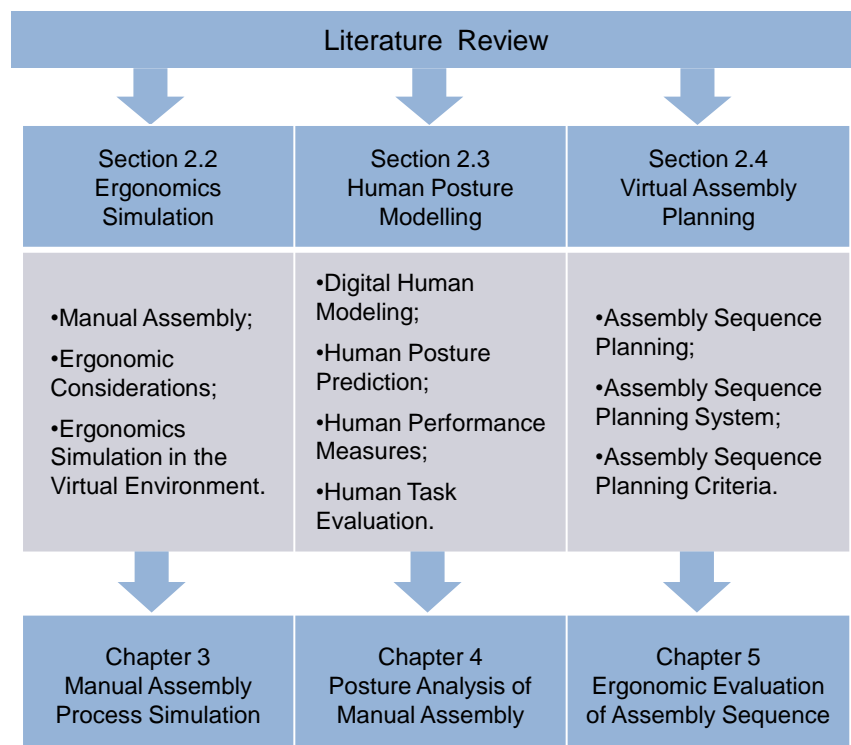 Literature Review
Section 2.2
Ergonomics
Simulation
Section 2.3
Human Posture
Modelling
Section 2.4
Virtual Assembly
Planning
•Manual Assembly;
•Ergonomic
Considerations;
•Ergonomics
Simulation in the
Virtual Environment.
•Digital Human
Modeling;
•Human Posture
Prediction;
•Human Performance
Measures;
•Human Task
Evaluation.
•Assembly Sequence
Planning;
•Assembly Sequence
Planning System;
•Assembly Sequence
Planning Criteria.
Chapter 3
Manual Assembly
Process Simulation
Chapter 4
Posture Analysis of
Manual Assembly
Chapter 5
Ergonomic Evaluation
of Assembly Sequence